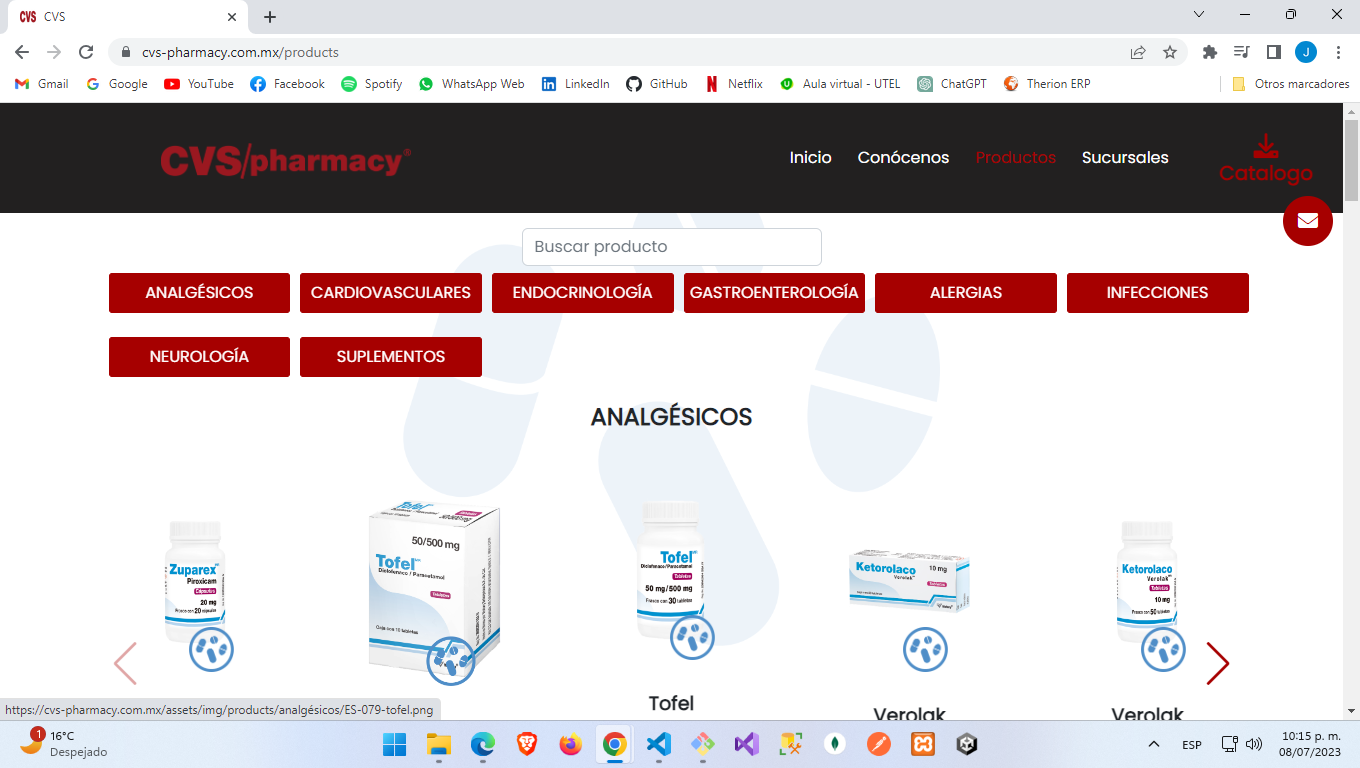 CVS CVS
cvs-pharmacy.com.mx/products
J
Gmail Google YouTube Facebook Spotify WhatsApp Web LinkedIn GitHub Netflix Aula virtual - UTEL ChatGPT Therion ERP Otros marcadores
CVS/pharmacy®
Inicio Conócenos Productos Sucursales
Catalogo
Buscar producto
ANALGÉSICOS CARDIOVASCULARES ENDOCRINOLOGÍA GASTROENTEROLOGÍA ALERGIAS INFECCIONES
NEUROLOGÍA SUPLEMENTOS
ANALGÉSICOS
Zuparex
Piroxicam
Cápsulas
20 mg
Frasco con 20 cápsulas
50/500 mg
Tofel
Diclofenaco / Paracetamol
Tabletas
Caja con 10 tabletas
Tofel
Diclofenaco/Paracetamol
Tabletas
50 mg/500 mg
Frasco con 30 tabletas
Ketorolaco 10 mg
Verolak
Tabletas
Ketorolaco
Verolak
Tabletas
10 mg
Frasco con 50 tabletas
Tofel
Verolak Verolak
https://cvs-pharmacy.com.mx/assets/img/products/analgésicos/ES-079-tofel.png
1
16°C
Despejado
ESP
10:15 p. m.
08/07/2023